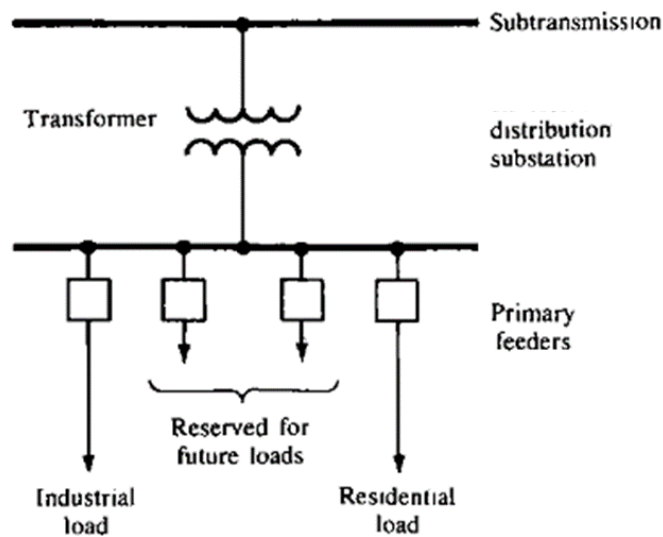 Subtransmission
Transformer
distribution
substation
Primary
feeders
Reserved for
future loads
Industrial
load
Residential
load